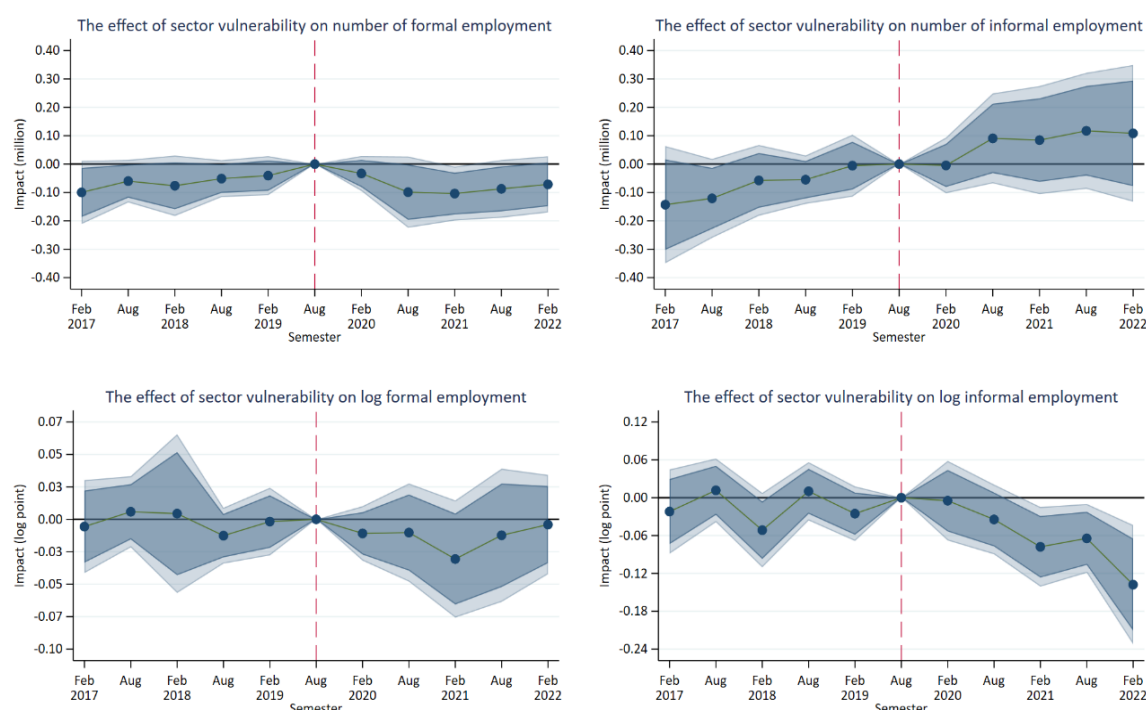 The effect of sector vulnerability on number of formal employment
Impact (million)
0.40
0.30
0.20
0.10
0.00
-0.10
-0.20
-0.30
-0.40
Feb Aug Feb Aug Feb Aug Feb Aug Feb Aug Feb
2017 2018 2019 2020 2021 2022
Semester
The effect of sector vulnerability on number of informal employment
Impact (million)
0.40
0.30
0.20
0.10
0.00
-0.10
-0.20
-0.30
-0.40
Feb Aug Feb Aug Feb Aug Feb Aug Feb Aug Feb
2017 2018 2019 2020 2021 2022
Semester
The effect of sector vulnerability on log formal employment
Impact (log point)
0.07
0.05
0.03
0.00
-0.03
-0.05
-0.07
-0.10
Feb Aug Feb Aug Feb Aug Feb Aug Feb Aug Feb
2017 2018 2019 2020 2021 2022
Semester
The effect of sector vulnerability on log informal employment
Impact (log point)
0.12
0.06
0.00
-0.06
-0.12
-0.18
-0.24
Feb Aug Feb Aug Feb Aug Feb Aug Feb Aug Feb
2017 2018 2019 2020 2021 2022
Semester